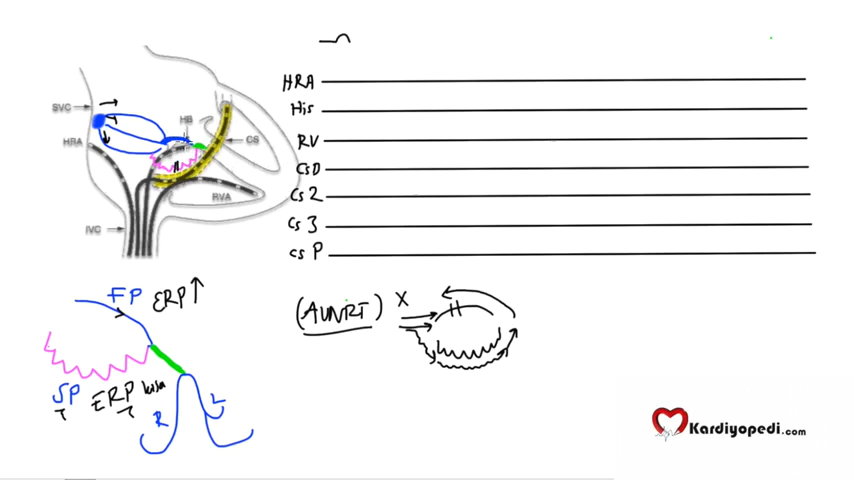 SVC
HB
HRA
CS
RVA
IVC
HRA
His
RV
CsD
Cs 2
Cs 3
Cs P
FP ERP↑
SP ERP kısa
R L
(AVNRT) X
Kardiyopedi.com